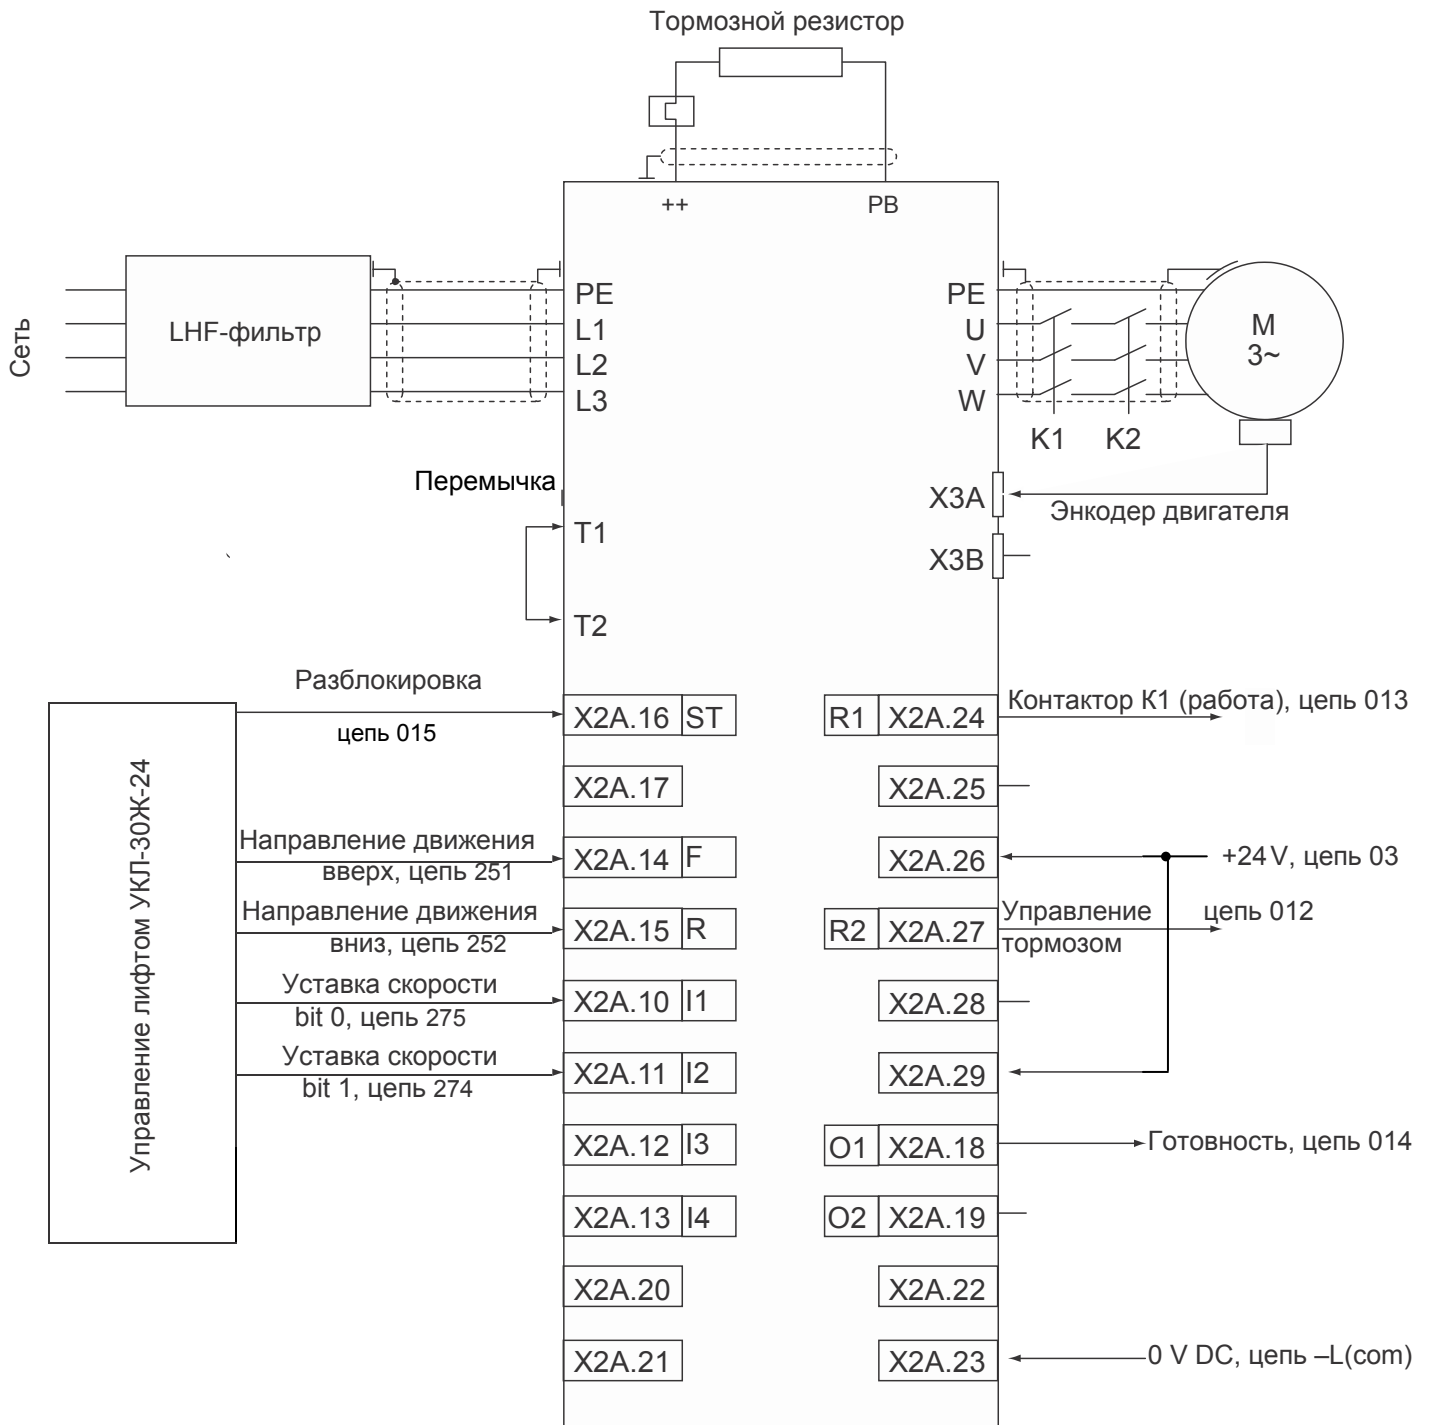 Тормозной резистор
++
PB
Сеть
LHF-фильтр
PE
L1
L2
L3
PE
U
V
W
K1
K2
M
3~
Перемычка
T1
T2
X3A
Энкодер двигателя
X3B
Управление лифтом УКЛ-30Ж-24
Разблокировка
цепь 015
X2A.16 ST
R1 X2A.24
Контактор К1 (работа), цепь 013
X2A.17
X2A.25
Направление движения
вверх, цепь 251
X2A.14 F
X2A.26
+24 V, цепь 03
Направление движения
вниз, цепь 252
X2A.15 R
R2 X2A.27
Управление
тормозом
цепь 012
Уставка скорости
bit 0, цепь 275
X2A.10 I1
X2A.28
Уставка скорости
bit 1, цепь 274
X2A.11 I2
X2A.29
X2A.12 I3
O1 X2A.18
Готовность, цепь 014
X2A.13 I4
O2 X2A.19
X2A.20
X2A.22
X2A.21
X2A.23
0 V DC, цепь –L(com)